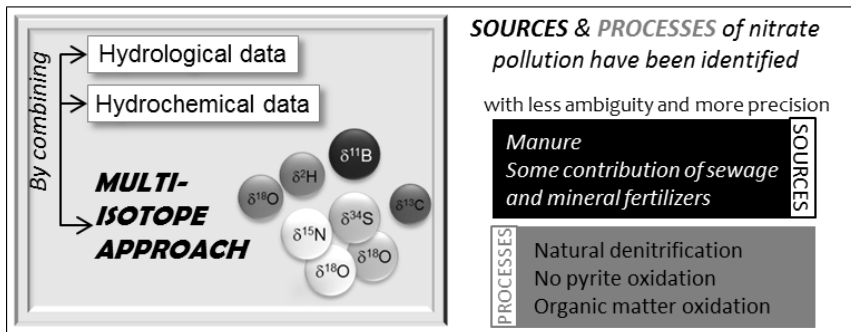 By combining
Hydrological data
Hydrochemical data
MULTI-
ISOTOPE
APPROACH
δ¹¹B
δ²H
δ¹⁸O
δ¹³C
δ³⁴S
δ¹⁵N
δ¹⁸O
δ¹⁸O
SOURCES & PROCESSES of nitrate
pollution have been identified
with less ambiguity and more precision
Manure
Some contribution of sewage
and mineral fertilizers
SOURCES
PROCESSES
Natural denitrification
No pyrite oxidation
Organic matter oxidation